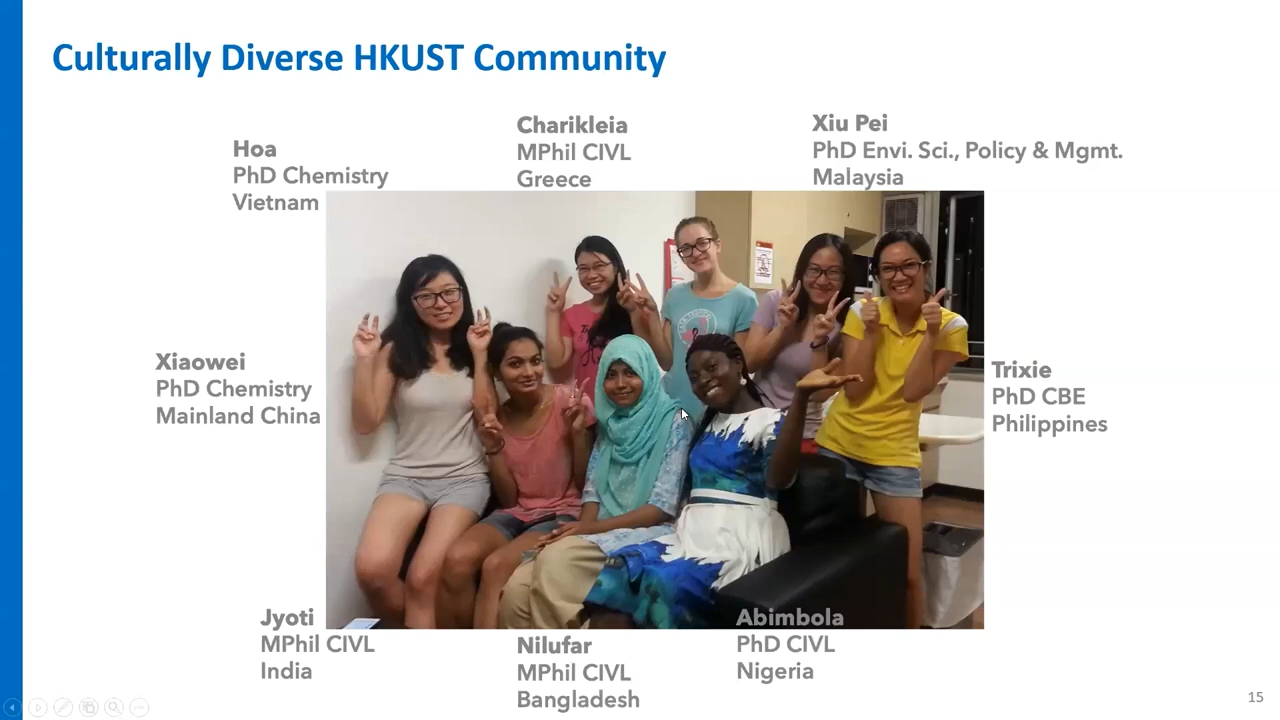 Culturally Diverse HKUST Community
Hoa
PhD Chemistry
Vietnam
Charikleia
MPhil CIVL
Greece
Xiu Pei
PhD Envi. Sci., Policy & Mgmt.
Malaysia
Xiaowei
PhD Chemistry
Mainland China
Trixie
PhD CBE
Philippines
Jyoti
MPhil CIVL
India
Nilufar
MPhil CIVL
Bangladesh
Abimbola
PhD CIVL
Nigeria
15